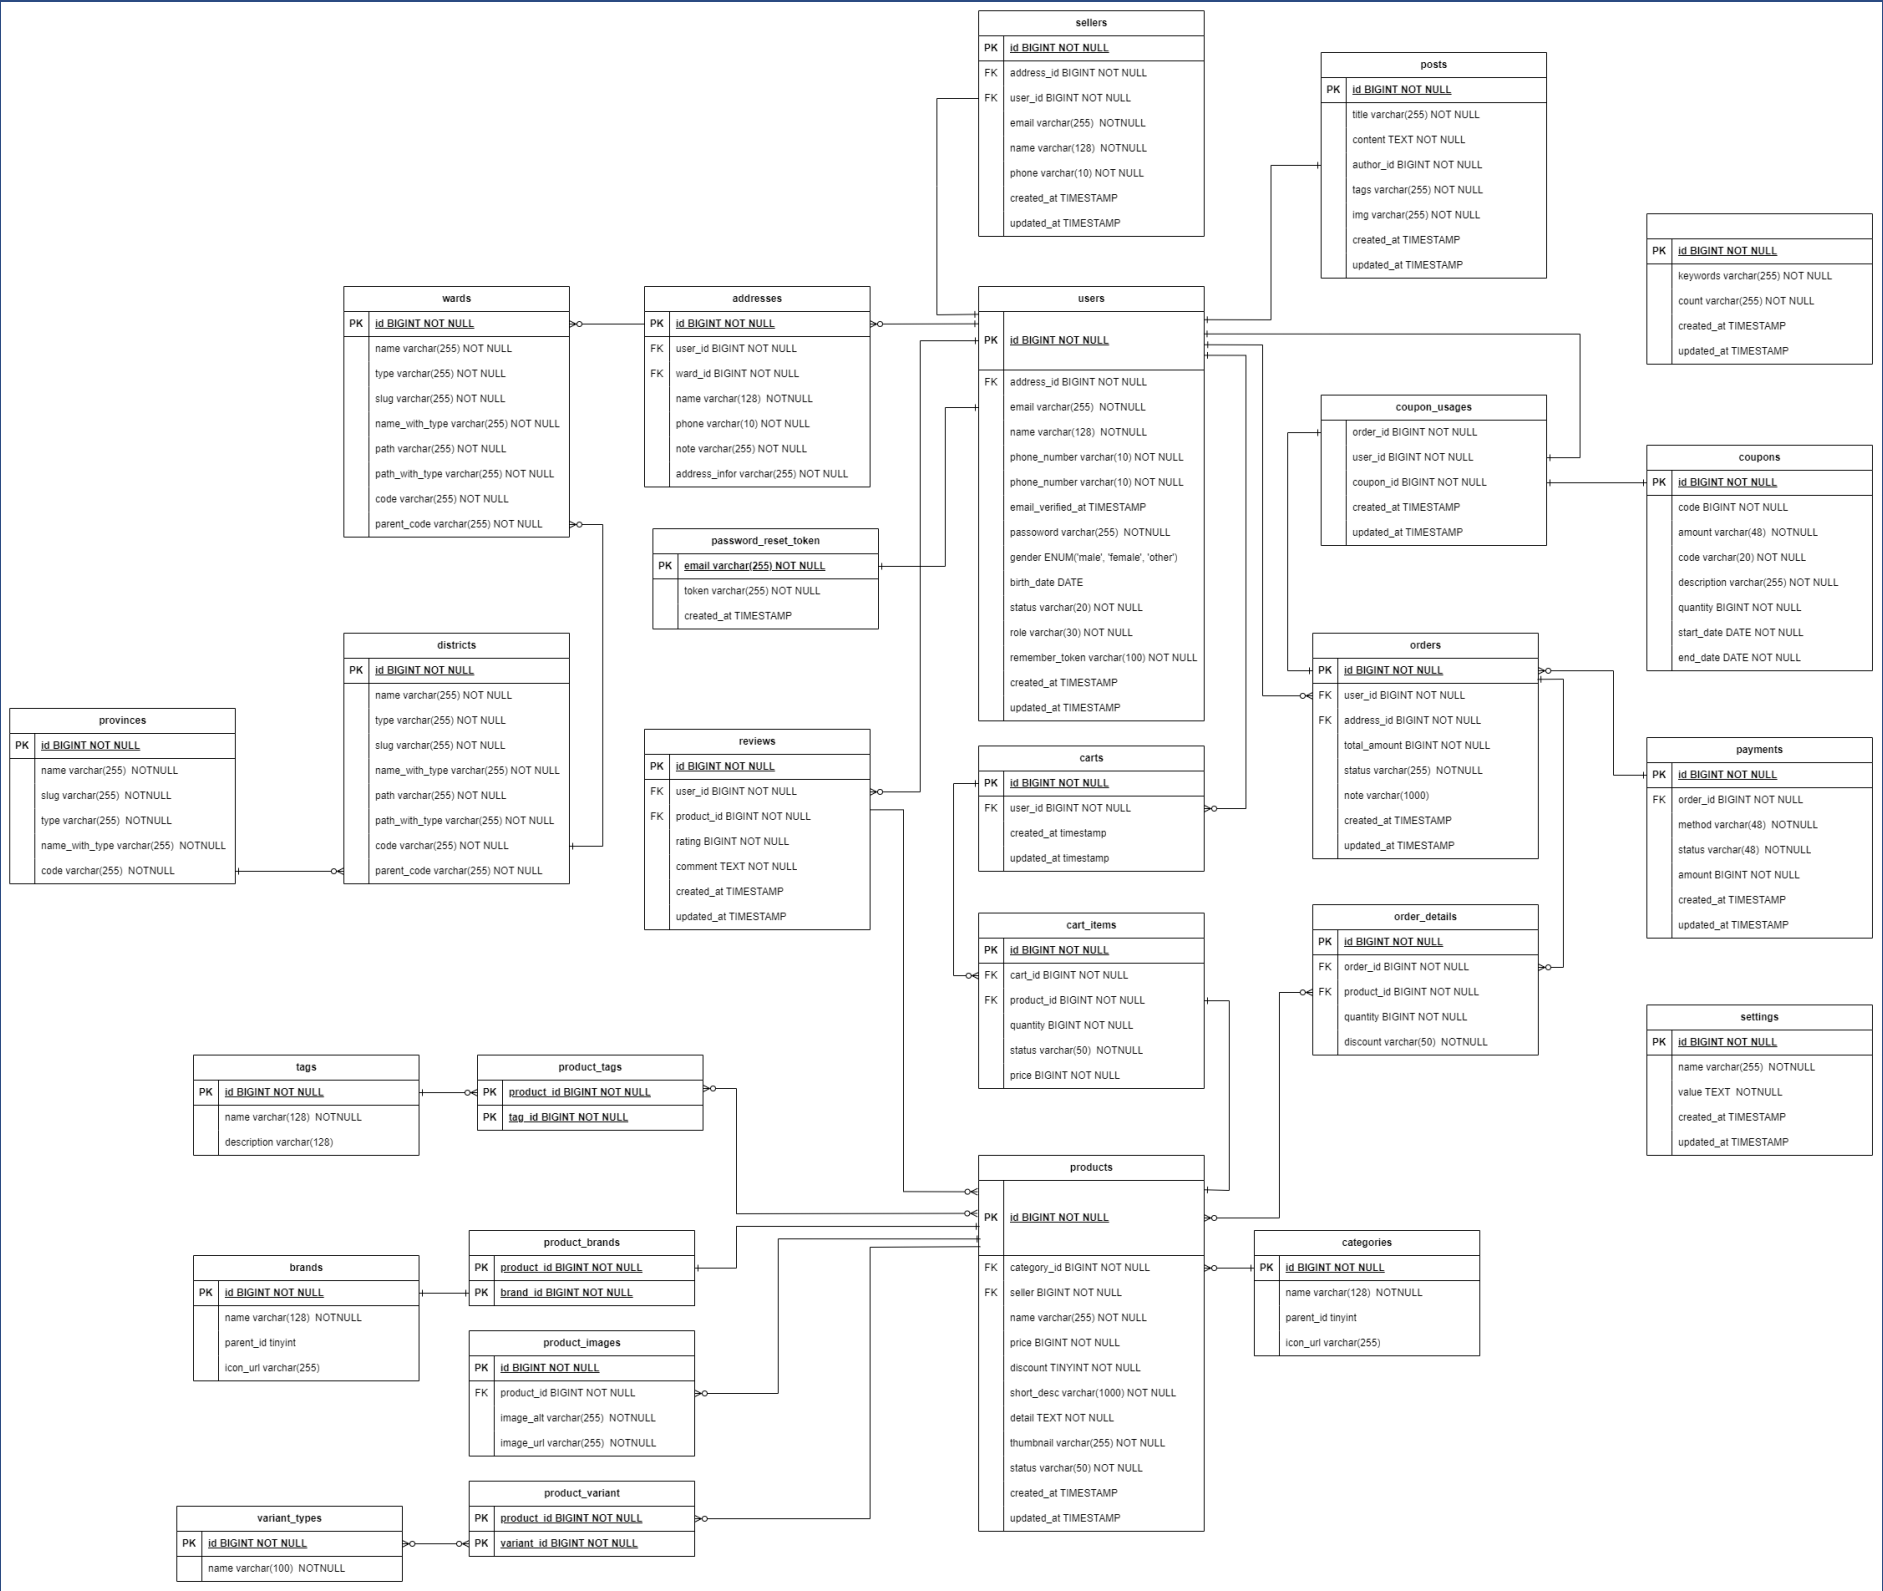 sellers
PK id BIGINT NOT NULL
FK address_id BIGINT NOT NULL
FK user_id BIGINT NOT NULL
email varchar(255) NOTNULL
name varchar(128) NOTNULL
phone varchar(10) NOT NULL
created_at TIMESTAMP
updated_at TIMESTAMP
posts
PK id BIGINT NOT NULL
title varchar(255) NOT NULL
content TEXT NOT NULL
author_id BIGINT NOT NULL
tags varchar(255) NOT NULL
img varchar(255) NOT NULL
created_at TIMESTAMP
updated_at TIMESTAMP
PK id BIGINT NOT NULL
keywords varchar(255) NOT NULL
count varchar(255) NOT NULL
created_at TIMESTAMP
updated_at TIMESTAMP
wards
PK id BIGINT NOT NULL
name varchar(255) NOT NULL
type varchar(255) NOT NULL
slug varchar(255) NOT NULL
name_with_type varchar(255) NOT NULL
path varchar(255) NOT NULL
path_with_type varchar(255) NOT NULL
code varchar(255) NOT NULL
parent_code varchar(255) NOT NULL
addresses
PK id BIGINT NOT NULL
FK user_id BIGINT NOT NULL
FK ward_id BIGINT NOT NULL
name varchar(128) NOTNULL
phone varchar(10) NOT NULL
note varchar(255) NOT NULL
address_infor varchar(255) NOT NULL
users
PK id BIGINT NOT NULL
FK address_id BIGINT NOT NULL
email varchar(255) NOTNULL
name varchar(128) NOTNULL
phone_number varchar(10) NOT NULL
phone_number varchar(10) NOT NULL
email_verified_at TIMESTAMP
passoword varchar(255) NOTNULL
gender ENUM('male', 'female', 'other')
birth_date DATE
status varchar(20) NOT NULL
role varchar(30) NOT NULL
remember_token varchar(100) NOT NULL
created_at TIMESTAMP
updated_at TIMESTAMP
coupon_usages
order_id BIGINT NOT NULL
user_id BIGINT NOT NULL
coupon_id BIGINT NOT NULL
created_at TIMESTAMP
updated_at TIMESTAMP
coupons
PK id BIGINT NOT NULL
code BIGINT NOT NULL
amount varchar(48) NOTNULL
code varchar(20) NOT NULL
description varchar(255) NOT NULL
quantity BIGINT NOT NULL
start_date DATE NOT NULL
end_date DATE NOT NULL
password_reset_token
PK email varchar(255) NOT NULL
token varchar(255) NOT NULL
created_at TIMESTAMP
districts
PK id BIGINT NOT NULL
name varchar(255) NOT NULL
type varchar(255) NOT NULL
slug varchar(255) NOT NULL
name_with_type varchar(255) NOT NULL
path varchar(255) NOT NULL
path_with_type varchar(255) NOT NULL
code varchar(255) NOT NULL
parent_code varchar(255) NOT NULL
orders
PK id BIGINT NOT NULL
FK user_id BIGINT NOT NULL
FK address_id BIGINT NOT NULL
total_amount BIGINT NOT NULL
status varchar(255) NOTNULL
note varchar(1000)
created_at TIMESTAMP
updated_at TIMESTAMP
provinces
PK id BIGINT NOT NULL
name varchar(255) NOTNULL
slug varchar(255) NOTNULL
type varchar(255) NOTNULL
name_with_type varchar(255) NOTNULL
code varchar(255) NOTNULL
reviews
PK id BIGINT NOT NULL
FK user_id BIGINT NOT NULL
FK product_id BIGINT NOT NULL
rating BIGINT NOT NULL
comment TEXT NOT NULL
created_at TIMESTAMP
updated_at TIMESTAMP
carts
PK id BIGINT NOT NULL
FK user_id BIGINT NOT NULL
created_at timestamp
updated_at timestamp
payments
PK id BIGINT NOT NULL
FK order_id BIGINT NOT NULL
method varchar(48) NOTNULL
status varchar(48) NOTNULL
amount BIGINT NOT NULL
created_at TIMESTAMP
updated_at TIMESTAMP
cart_items
PK id BIGINT NOT NULL
FK cart_id BIGINT NOT NULL
FK product_id BIGINT NOT NULL
quantity BIGINT NOT NULL
status varchar(50) NOTNULL
price BIGINT NOT NULL
order_details
PK id BIGINT NOT NULL
FK order_id BIGINT NOT NULL
FK product_id BIGINT NOT NULL
quantity BIGINT NOT NULL
discount varchar(50) NOTNULL
settings
PK id BIGINT NOT NULL
name varchar(255) NOTNULL
value TEXT NOTNULL
created_at TIMESTAMP
updated_at TIMESTAMP
tags
PK id BIGINT NOT NULL
name varchar(128) NOTNULL
description varchar(128)
product_tags
PK product_id BIGINT NOT NULL
PK tag_id BIGINT NOT NULL
products
PK id BIGINT NOT NULL
FK category_id BIGINT NOT NULL
FK seller BIGINT NOT NULL
name varchar(255) NOT NULL
price BIGINT NOT NULL
discount TINYINT NOT NULL
short_desc varchar(1000) NOT NULL
detail TEXT NOT NULL
thumbnail varchar(255) NOT NULL
status varchar(50) NOT NULL
created_at TIMESTAMP
updated_at TIMESTAMP
product_brands
PK product_id BIGINT NOT NULL
PK brand_id BIGINT NOT NULL
categories
PK id BIGINT NOT NULL
name varchar(128) NOTNULL
parent_id tinyint
icon_url varchar(255)
brands
PK id BIGINT NOT NULL
name varchar(128) NOTNULL
parent_id tinyint
icon_url varchar(255)
product_images
PK id BIGINT NOT NULL
FK product_id BIGINT NOT NULL
image_alt varchar(255) NOTNULL
image_url varchar(255) NOTNULL
product_variant
PK product_id BIGINT NOT NULL
PK variant_id BIGINT NOT NULL
variant_types
PK id BIGINT NOT NULL
name varchar(100) NOTNULL